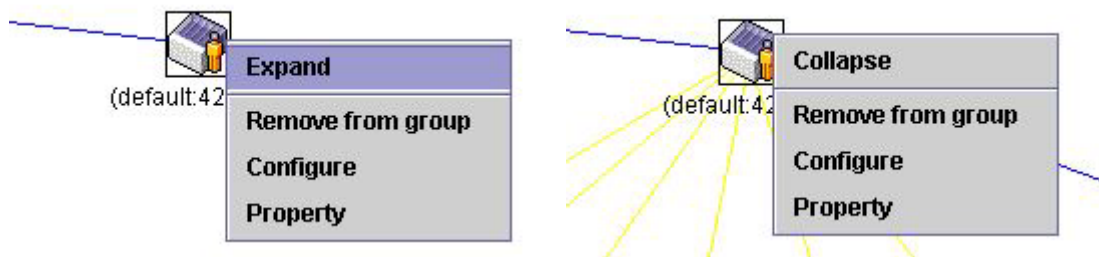 Expand
(default:42
Remove from group
Configure
Property
Collapse
(default:42
Remove from group
Configure
Property